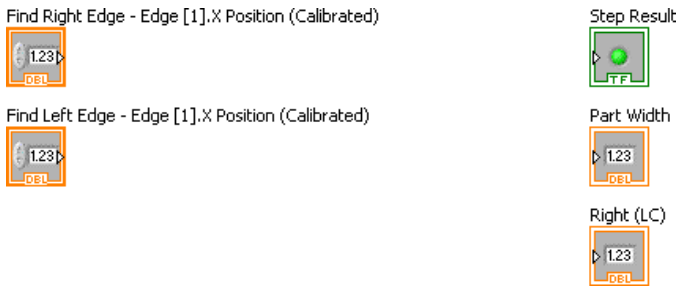 Find Right Edge - Edge [1].X Position (Calibrated)
1.23
DBL
Find Left Edge - Edge [1].X Position (Calibrated)
1.23
DBL
Step Result
TF
Part Width
1.23
DBL
Right (LC)
1.23
DBL